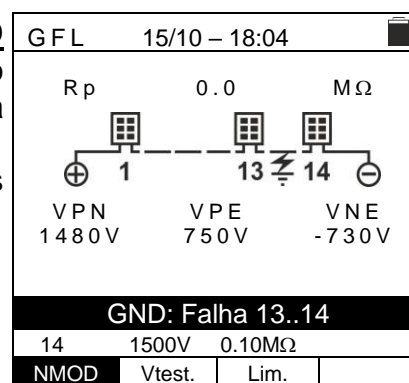 GFL 15/10 – 18:04
Rp 0.0 MΩ
1 13 14
VPN VPE VNE
1480V 750V -730V
GND: Falha 13..14
14 1500V 0.10MΩ
NMOD Vtest. Lim.